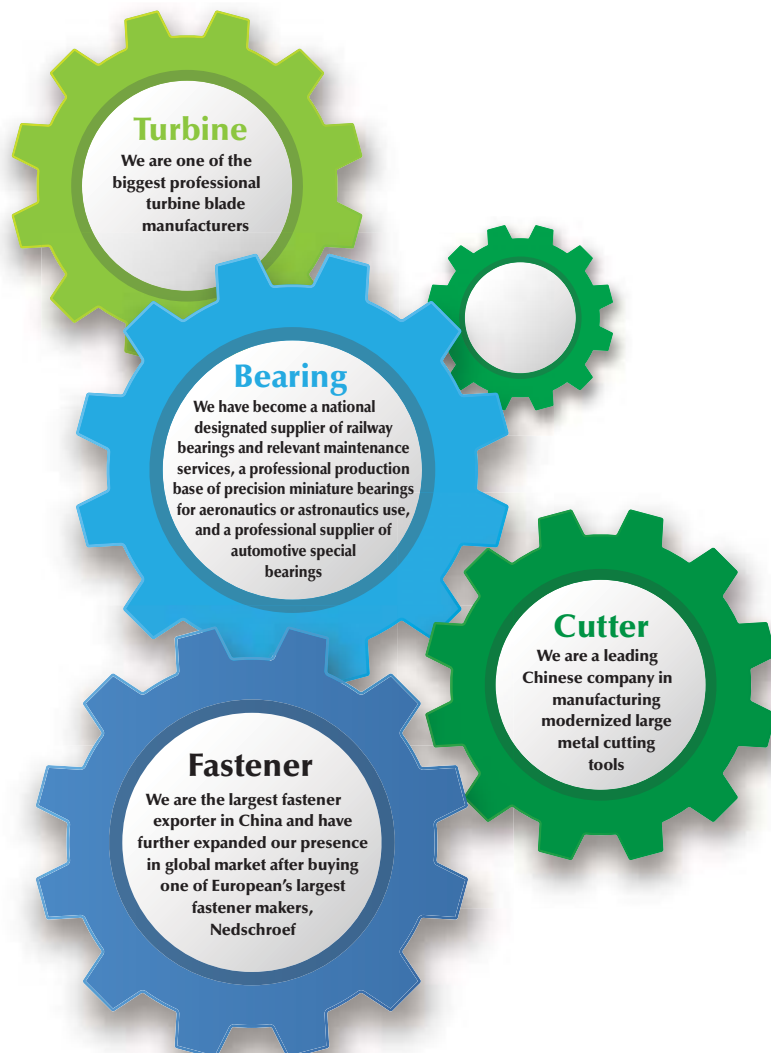 Turbine
We are one of the
biggest professional
turbine blade
manufacturers
Bearing
We have become a national
designated supplier of railway
bearings and relevant maintenance
services, a professional production
base of precision miniature bearings
for aeronautics or astronautics use,
and a professional supplier of
automotive special
bearings
Cutter
We are a leading
Chinese company in
manufacturing
modernized large
metal cutting
tools
Fastener
We are the largest fastener
exporter in China and have
further expanded our presence
in global market after buying
one of European's largest
fastener makers,
Nedschroef